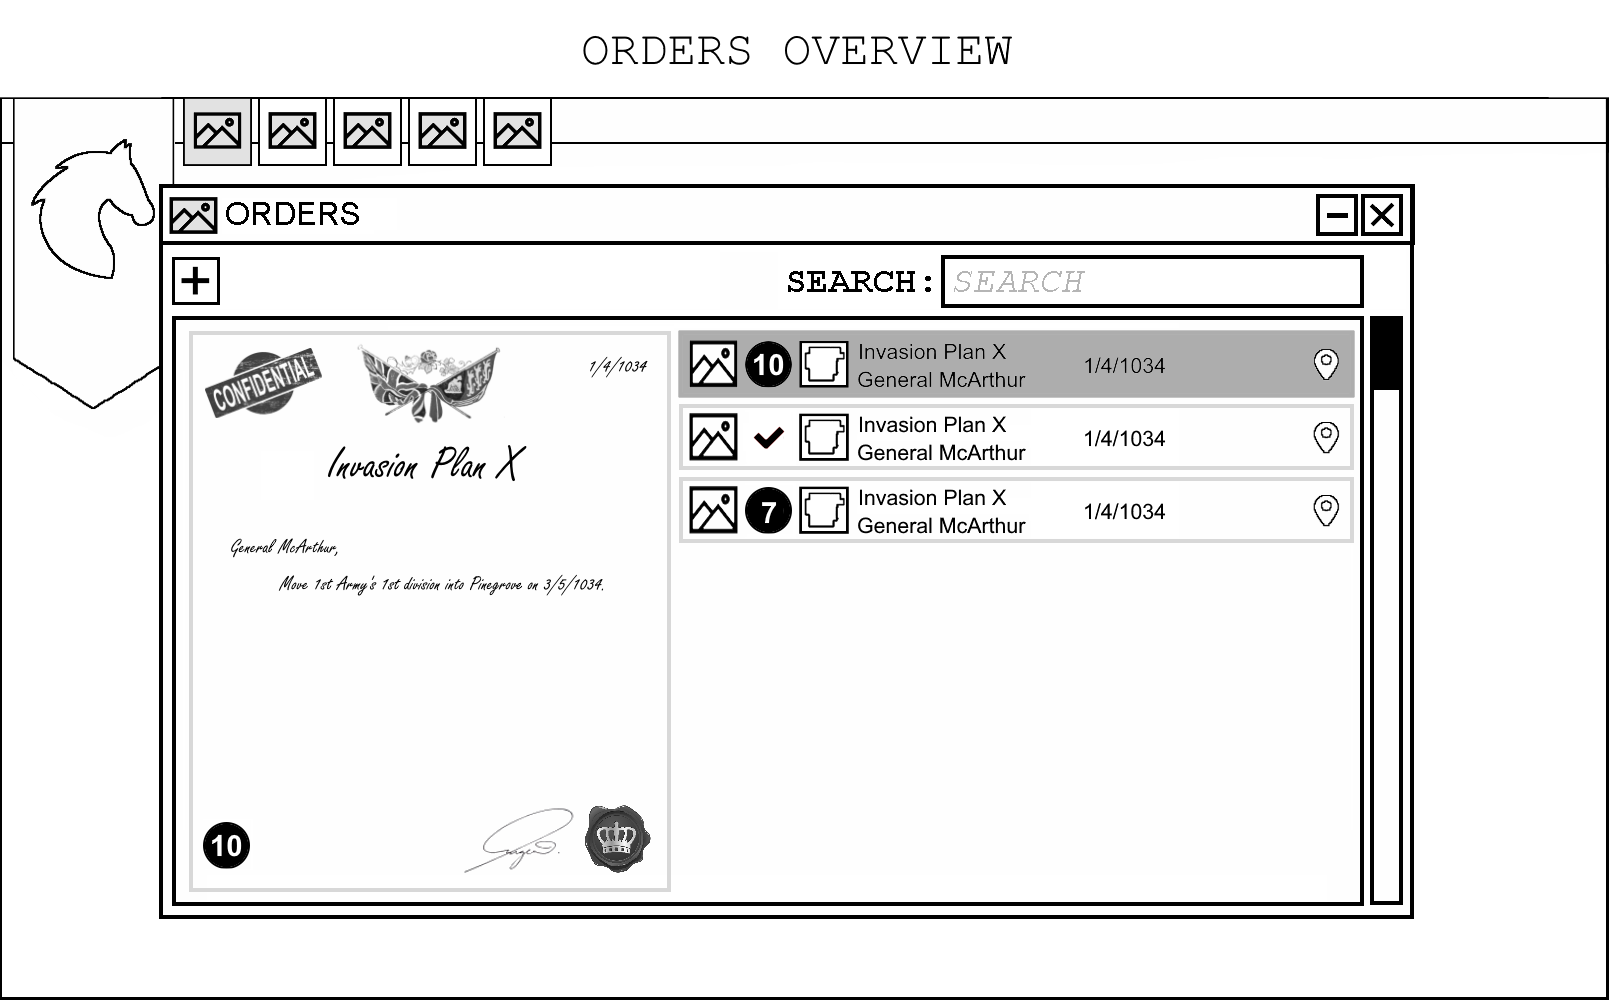 ORDERS OVERVIEW
ORDERS
SEARCH: SEARCH
CONFIDENTIAL
1/4/1034
Invasion Plan X
General McArthur,
Move 1st Army's 1st division into Pinegrove on 3/5/1034.
10
10
Invasion Plan X
General McArthur
1/4/1034
Invasion Plan X
General McArthur
1/4/1034
7
Invasion Plan X
General McArthur
1/4/1034